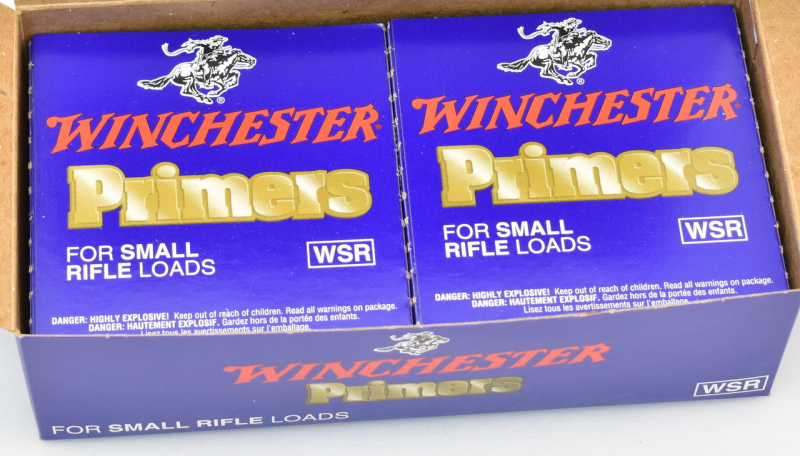 ®
WINCHESTER
Primers
FOR SMALL
RIFLE LOADS
WSR
DANGER: HIGHLY EXPLOSIVE! Keep out of reach of children. Read all warnings on package.
DANGER: HAUTEMENT EXPLOSIF. Gardez hors de la portée des enfants.
Lisez tous les avertissements sur l'emballage.
®
WINCHESTER
Primers
FOR SMALL
RIFLE LOADS
WSR
DANGER: HIGHLY EXPLOSIVE! Keep out of reach of children. Read all warnings on package.
DANGER: HAUTEMENT EXPLOSIF. Gardez hors de la portée des enfants.
Lisez tous les avertissements sur l'emballage.
WINCHESTER
Primers
FOR SMALL RIFLE LOADS
WSR